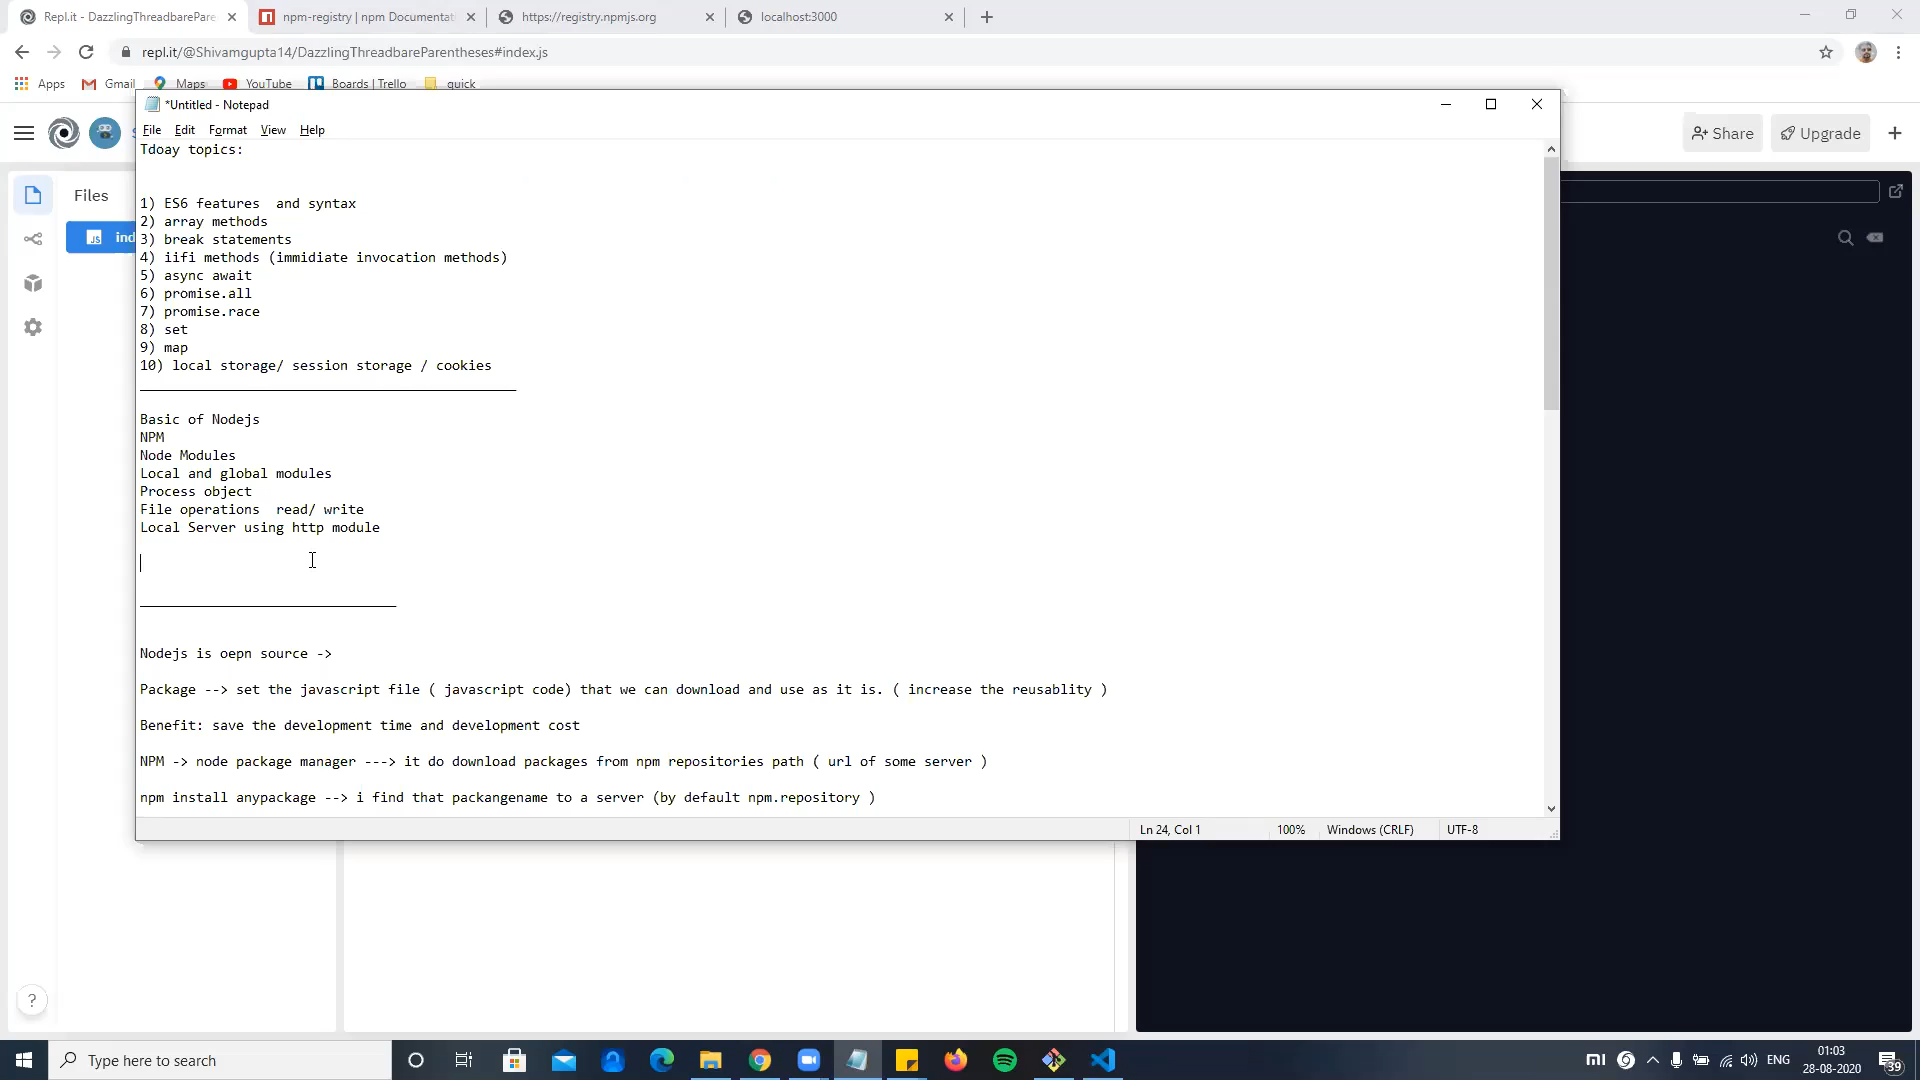 Repl.it - DazzlingThreadbarePare
npm-registry | npm Documentat
https://registry.npmjs.org
localhost:3000
repl.it/@Shivamgupta14/DazzlingThreadbareParentheses#index.js
Apps
Gmail
Maps
YouTube
Boards | Trello
quick
*Untitled - Notepad
File Edit Format View Help
Share
Upgrade
Files
JS ind
Tdoay topics:
1) ES6 features  and syntax
2) array methods
3) break statements
4) iifi methods (immidiate invocation methods)
5) async await
6) promise.all
7) promise.race
8) set
9) map
10) local storage/ session storage / cookies
Basic of Nodejs
NPM
Node Modules
Local and global modules
Process object
File operations  read/ write
Local Server using http module
Nodejs is oepn source ->
Package --> set the javascript file ( javascript code) that we can download and use as it is. ( increase the reusablity )
Benefit: save the development time and development cost
NPM -> node package manager ---> it do download packages from npm repositories path ( url of some server )
npm install anypackage --> i find that packangename to a server (by default npm.repository )
Ln 24, Col 1
100%
Windows (CRLF)
UTF-8
?
Type here to search
ENG
01:03
28-08-2020
39